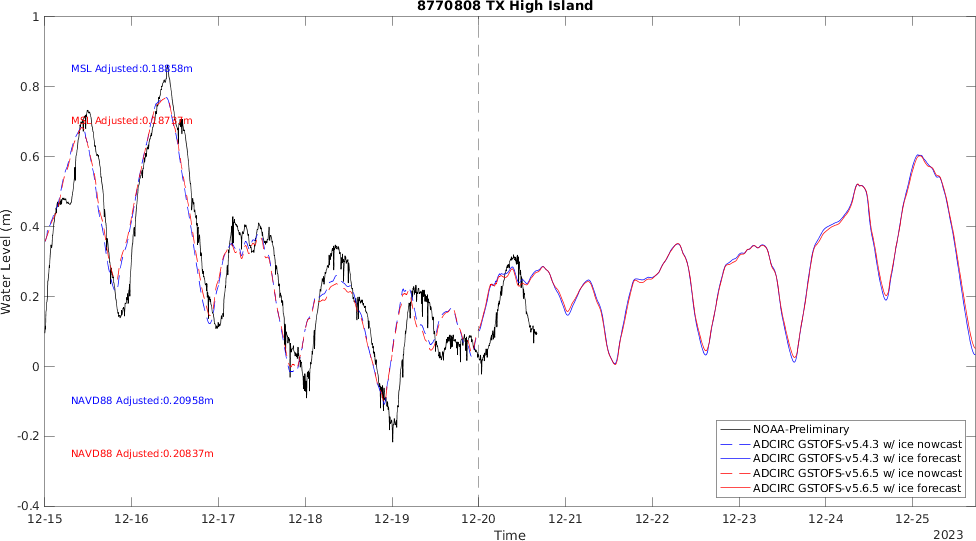 8770808 TX High Island
Water Level (m)
1
0.8
0.6
0.4
0.2
0
-0.2
-0.4
MSL Adjusted:0.18858m
NAVD88 Adjusted:0.20958m
NAVD88 Adjusted:0.20837m
NOAA-Preliminary
ADCIRC GSTOFS-v5.4.3 w/ ice nowcast
ADCIRC GSTOFS-v5.4.3 w/ ice forecast
ADCIRC GSTOFS-v5.6.5 w/ ice nowcast
ADCIRC GSTOFS-v5.6.5 w/ ice forecast
12-15 12-16 12-17 12-18 12-19 12-20 12-21 12-22 12-23 12-24 12-25
Time
2023